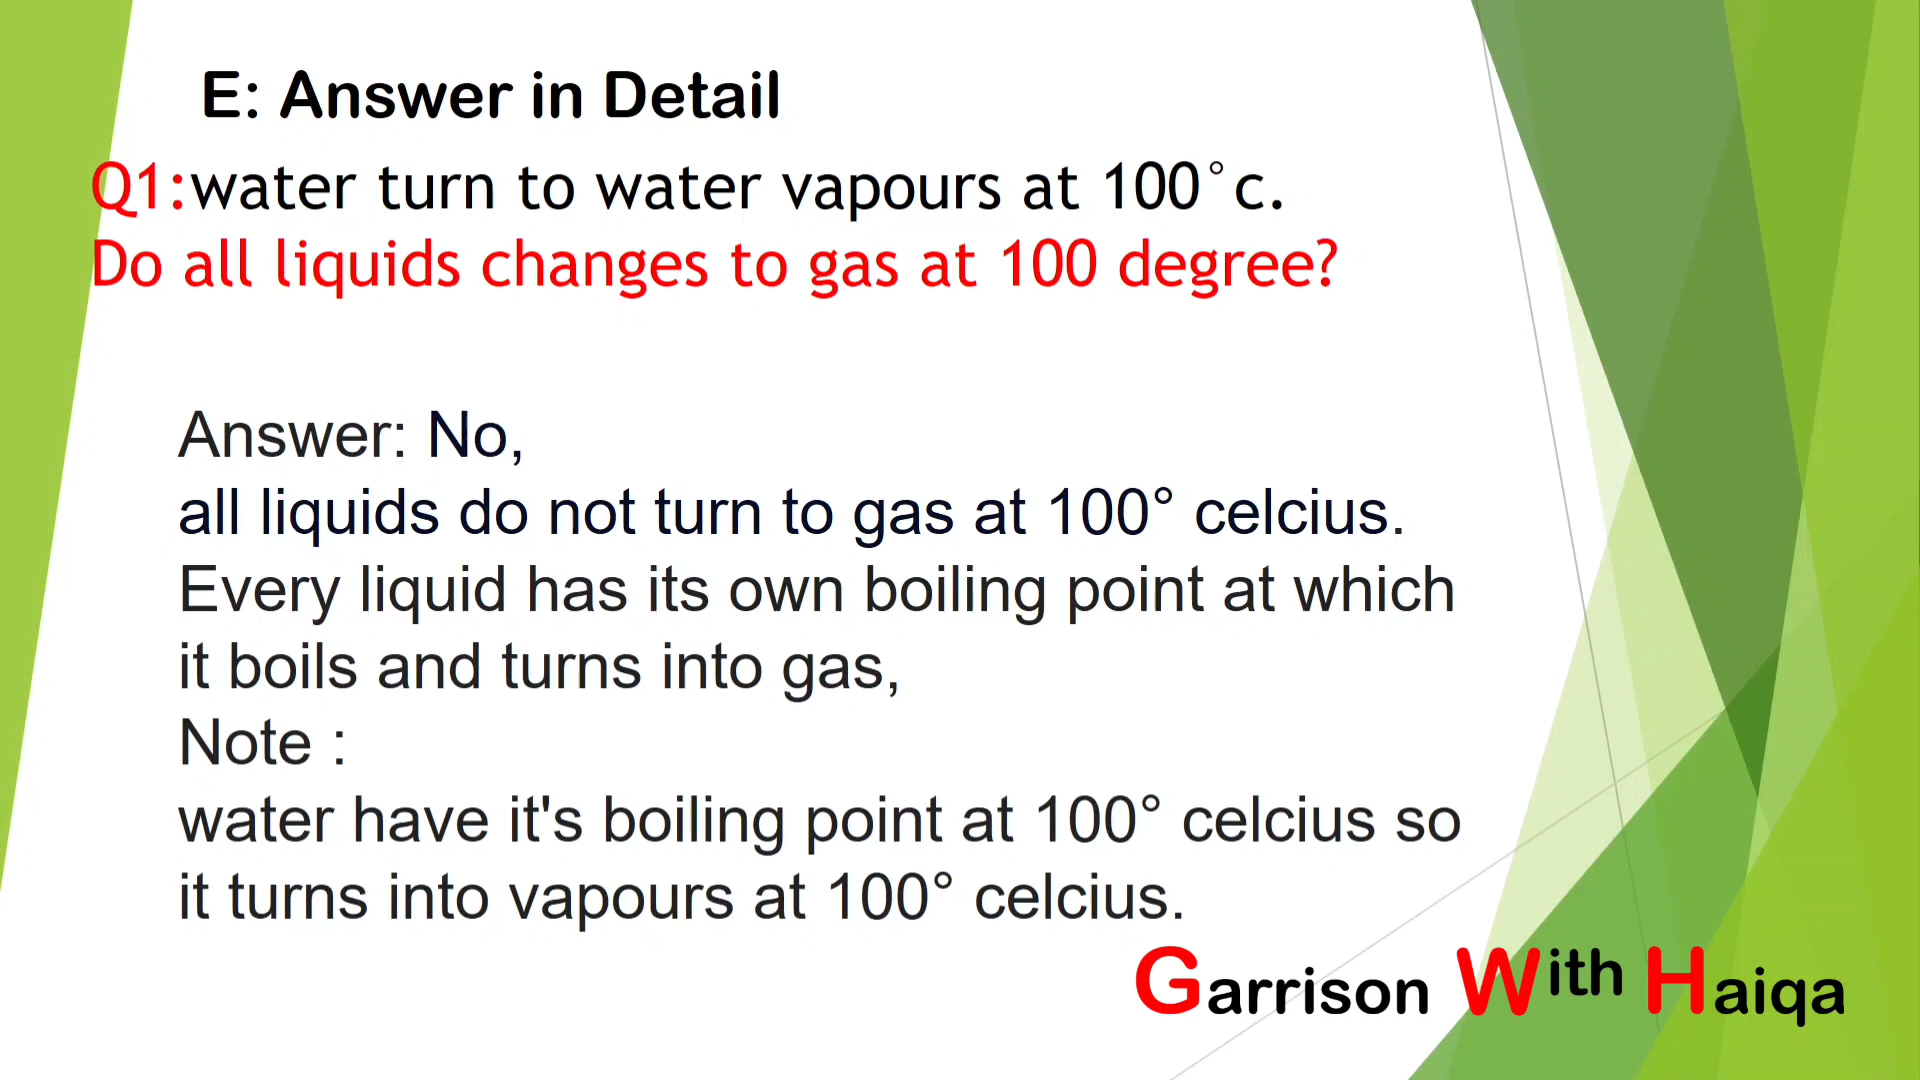 E: Answer in Detail
Q1:water turn to water vapours at 100°c.
Do all liquids changes to gas at 100 degree?
Answer: No,
all liquids do not turn to gas at 100° celcius.
Every liquid has its own boiling point at which
it boils and turns into gas,
Note :
water have it's boiling point at 100° celcius so
it turns into vapours at 100° celcius.
Garrison With Haiqa